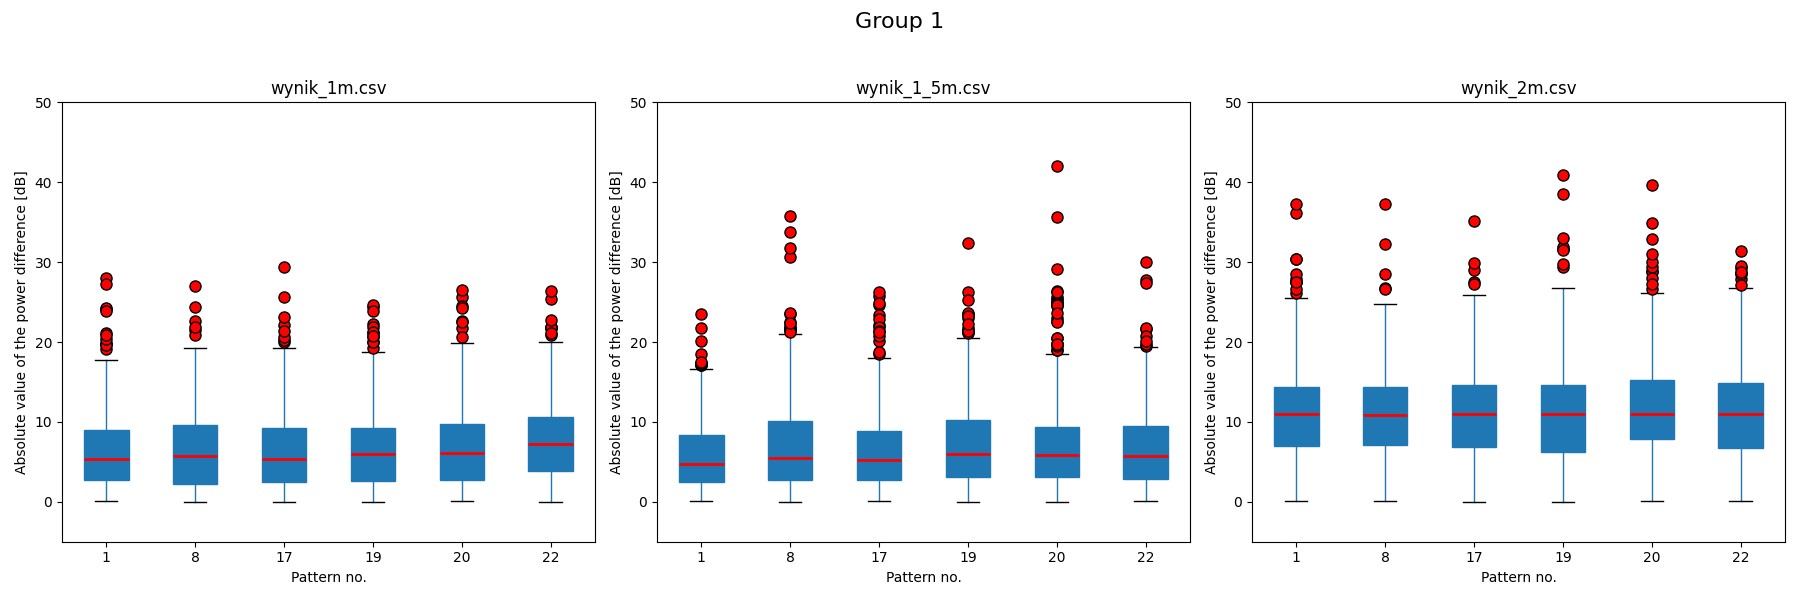 Group 1
wynik_1m.csv
Absolute value of the power difference [dB]
50
40
30
20
10
0
1 8 17 19 20 22
Pattern no.
wynik_1_5m.csv
Absolute value of the power difference [dB]
50
40
30
20
10
0
1 8 17 19 20 22
Pattern no.
wynik_2m.csv
Absolute value of the power difference [dB]
50
40
30
20
10
0
1 8 17 19 20 22
Pattern no.